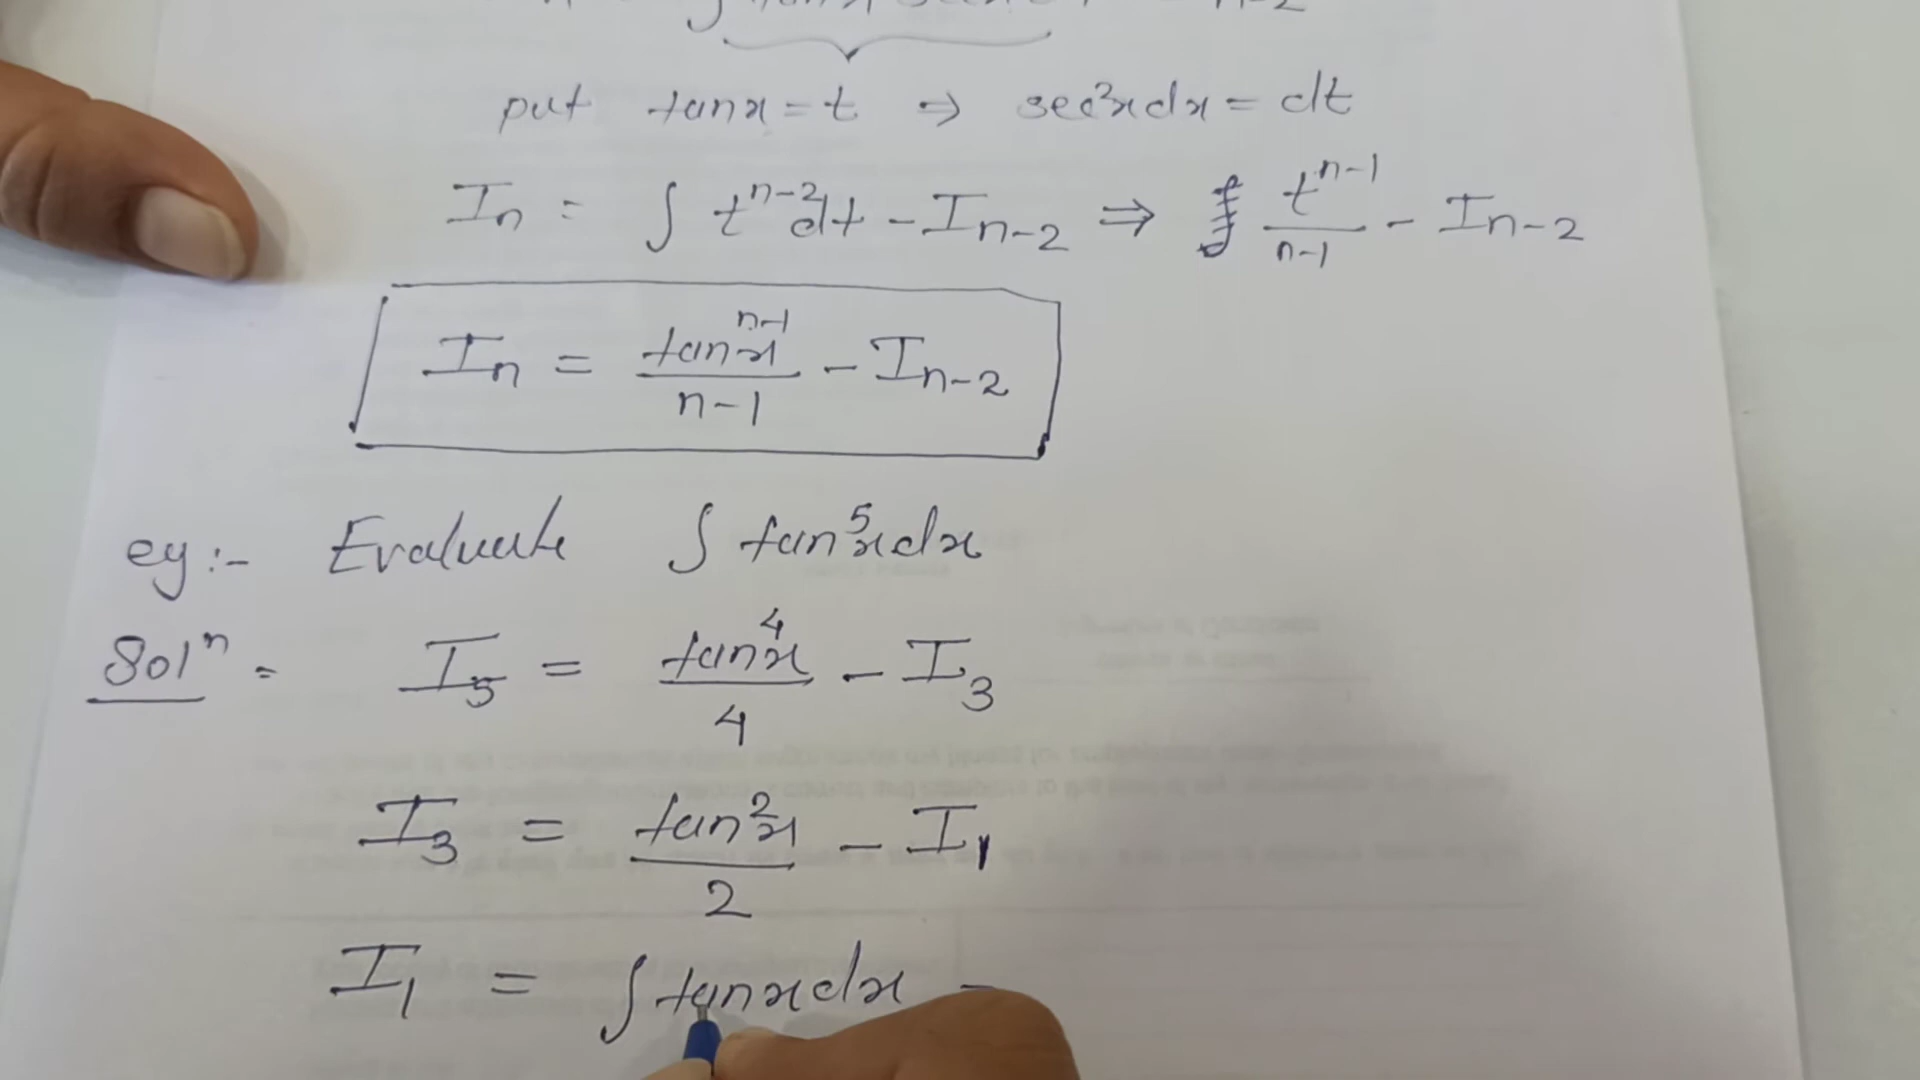 put tanx = t ⇒ sec²x dx = dt
Iₙ = ∫ tⁿ⁻² dt - Iₙ₋₂ ⇒ tⁿ⁻¹/n-1 - Iₙ₋₂
Iₙ = tanⁿ⁻¹x/n-1 - Iₙ₋₂
eg:- Evaluate ∫ tan⁵x dx
Solⁿ = I₅ = tan⁴x/4 - I₃
I₃ = tan²x/2 - I₁
I₁ = ∫ tanx dx =